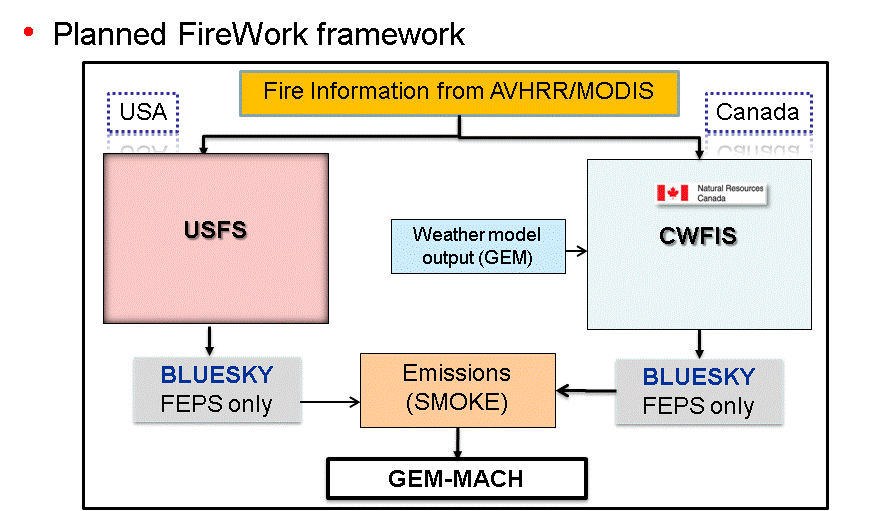 • Planned FireWork framework
Fire Information from AVHRR/MODIS
USA
Canada
Natural Resources
Canada
USFS
CWFIS
Weather model
output (GEM)
BLUESKY
FEPS only
Emissions
(SMOKE)
BLUESKY
FEPS only
GEM-MACH